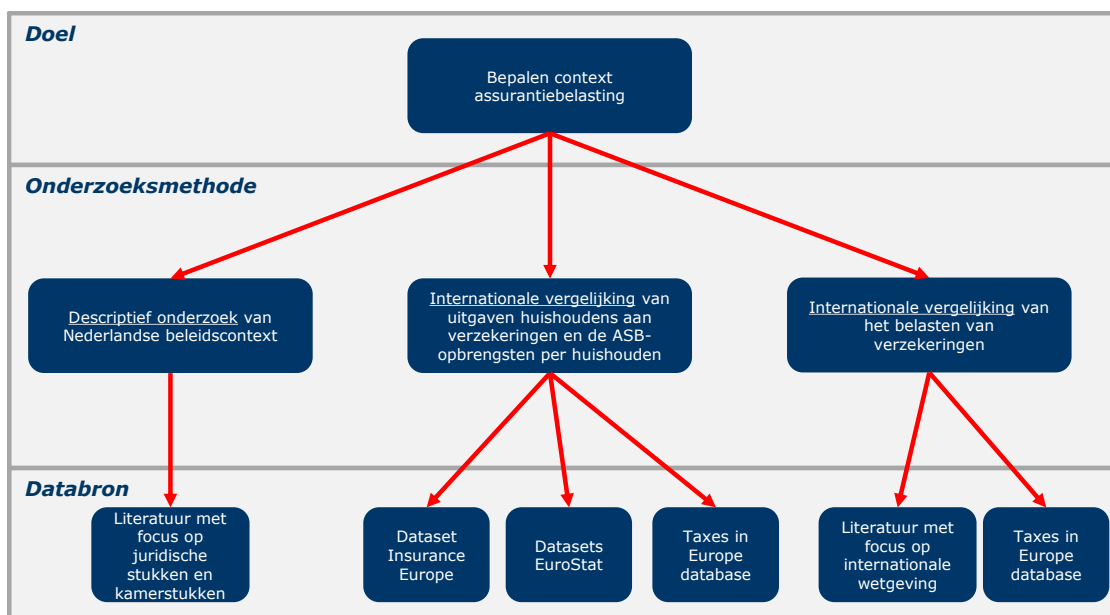 Doel
Bepalen context
assurantiebelasting
Onderzoeksmethode
Descriptief onderzoek van
Nederlandse beleidscontext
Internationale vergelijking van
uitgaven huishoudens aan
verzekeringen en de ASB-
opbrengsten per huishouden
Internationale vergelijking van
het belasten van
verzekeringen
Databron
Literatuur met
focus op
juridische
stukken en
kamerstukken
Dataset
Insurance
Europe
Datasets
EuroStat
Taxes in
Europe
database
Literatuur met
focus op
internationale
wetgeving
Taxes in
Europe
database